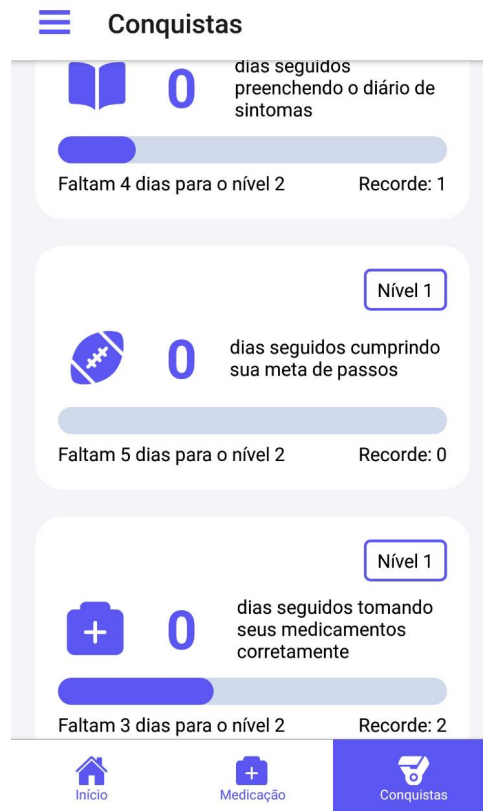 Conquistas
0
dias seguidos
preenchendo o diário de
sintomas
Faltam 4 dias para o nível 2
Recorde: 1
Nível 1
0
dias seguidos cumprindo
sua meta de passos
Faltam 5 dias para o nível 2
Recorde: 0
Nível 1
0
dias seguidos tomando
seus medicamentos
corretamente
Faltam 3 dias para o nível 2
Recorde: 2
Início
Medicação
Conquistas